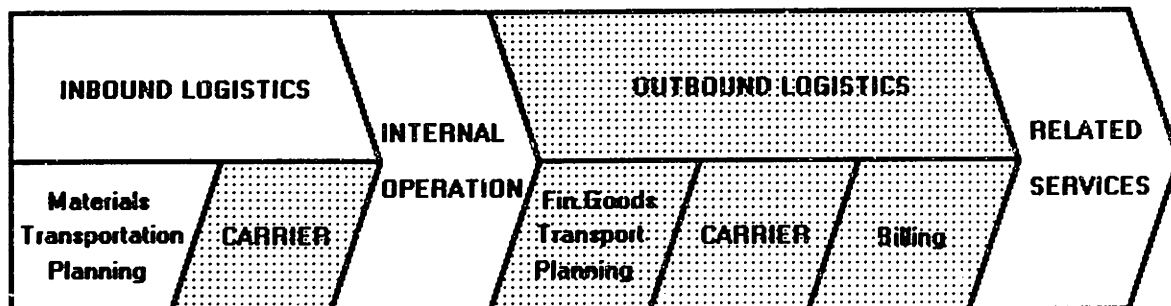 INBOUND LOGISTICS
Materials
Transportation
Planning
CARRIER
INTERNAL
OPERATION
OUTBOUND LOGISTICS
Fin.Goods
Transport.
Planning
CARRIER
Billing
RELATED
SERVICES